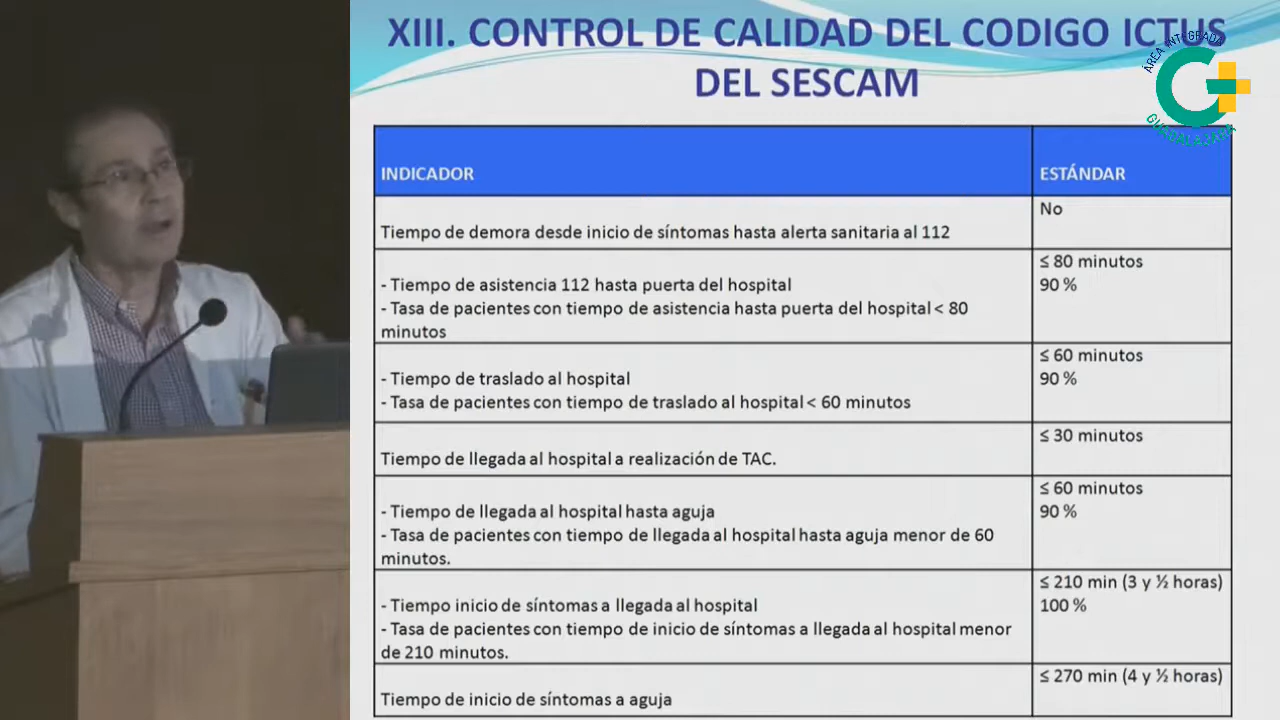 XIII. CONTROL DE CALIDAD DEL CODIGO ICTUS
DEL SESCAM
ÁREA INTEGRADA
GUADALAJARA
INDICADOR
ESTÁNDAR
Tiempo de demora desde inicio de síntomas hasta alerta sanitaria al 112
No
- Tiempo de asistencia 112 hasta puerta del hospital
- Tasa de pacientes con tiempo de asistencia hasta puerta del hospital < 80
minutos
≤ 80 minutos
90 %
- Tiempo de traslado al hospital
- Tasa de pacientes con tiempo de traslado al hospital < 60 minutos
≤ 60 minutos
90 %
Tiempo de llegada al hospital a realización de TAC.
≤ 30 minutos
- Tiempo de llegada al hospital hasta aguja
- Tasa de pacientes con tiempo de llegada al hospital hasta aguja menor de 60
minutos.
≤ 60 minutos
90 %
- Tiempo inicio de síntomas a llegada al hospital
- Tasa de pacientes con tiempo de inicio de síntomas a llegada al hospital menor
de 210 minutos.
≤ 210 min (3 y ½ horas)
100 %
Tiempo de inicio de síntomas a aguja
≤ 270 min (4 y ½ horas)